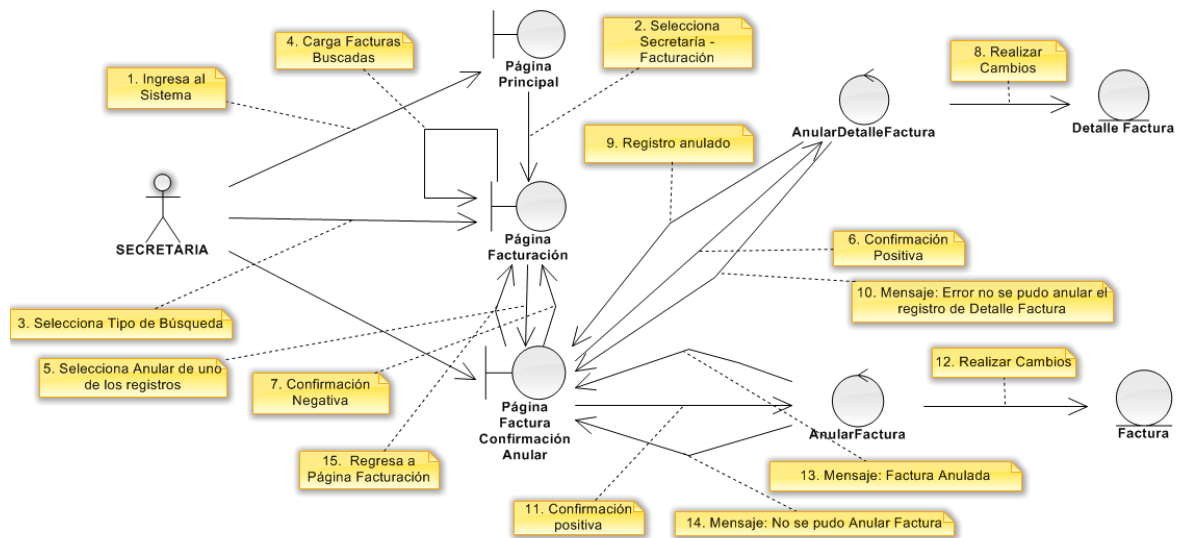 4. Carga Facturas
Buscadas
2. Selecciona
Secretaría -
Facturación
8. Realizar
Cambios
1. Ingresa al
Sistema
Página
Principal
AnularDetalleFactura
Detalle Factura
9. Registro anulado
SECRETARIA
Página
Facturación
6. Confirmación
Positiva
10. Mensaje: Error no se pudo anular el
registro de Detalle Factura
3. Selecciona Tipo de Búsqueda
5. Selecciona Anular de uno
de los registros
7. Confirmación
Negativa
12. Realizar Cambios
Página
Factura
Confirmación
Anular
AnularFactura
Factura
15. Regresa a
Página Facturación
13. Mensaje: Factura Anulada
11. Confirmación
positiva
14. Mensaje: No se pudo Anular Factura